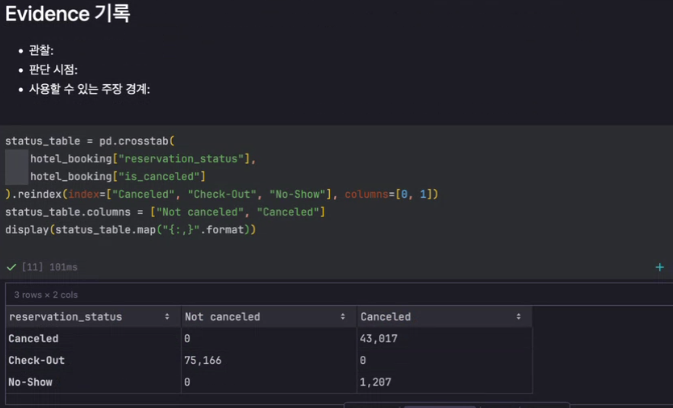 Evidence 기록
• 관찰:
• 판단 시점:
• 사용할 수 있는 주장 경계:
status_table = pd.crosstab(
    hotel_booking["reservation_status"],
    hotel_booking["is_canceled"]
).reindex(index=["Canceled", "Check-Out", "No-Show"], columns=[0, 1])
status_table.columns = ["Not canceled", "Canceled"]
display(status_table.map("{:,}".format))
[11] 101ms
3 rows × 2 cols
reservation_status Not canceled Canceled
Canceled 0 43,017
Check-Out 75,166 0
No-Show 0 1,207